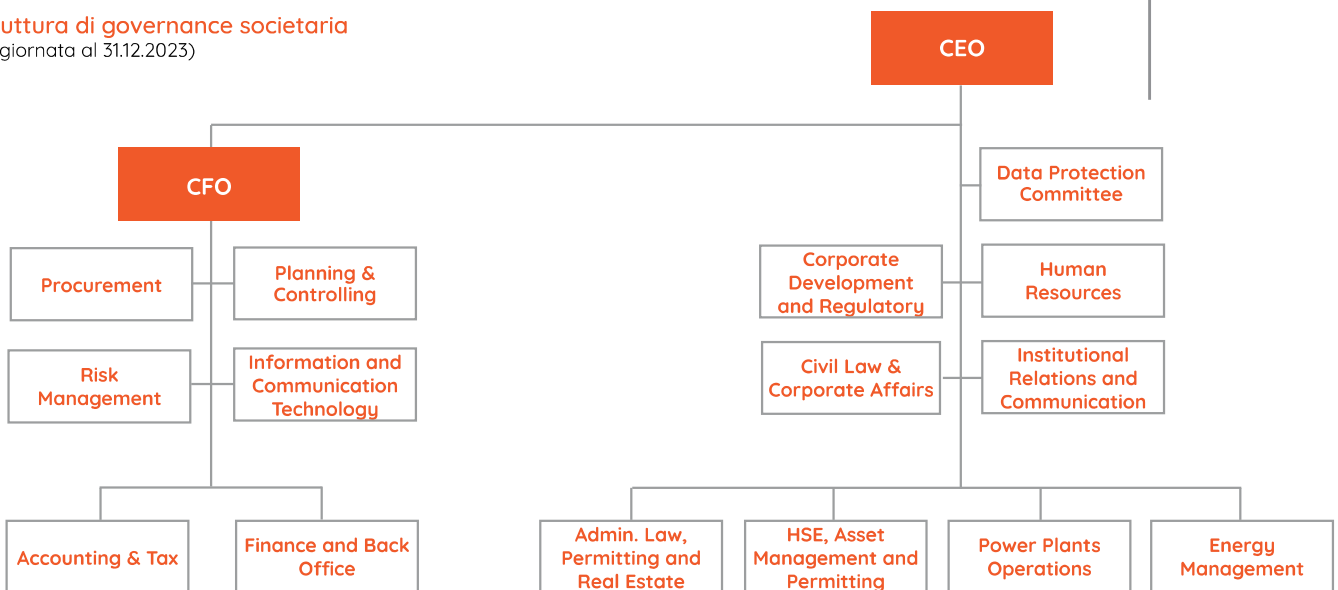 uttura di governance societaria
giornata al 31.12.2023)
CEO
CFO
Data Protection
Committee
Procurement
Planning &
Controlling
Corporate
Development
and Regulatory
Human
Resources
Risk
Management
Information and
Communication
Technology
Civil Law &
Corporate Affairs
Institutional
Relations and
Communication
Accounting & Tax
Finance and Back
Office
Admin. Law,
Permitting and
Real Estate
HSE, Asset
Management and
Permitting
Power Plants
Operations
Energy
Management